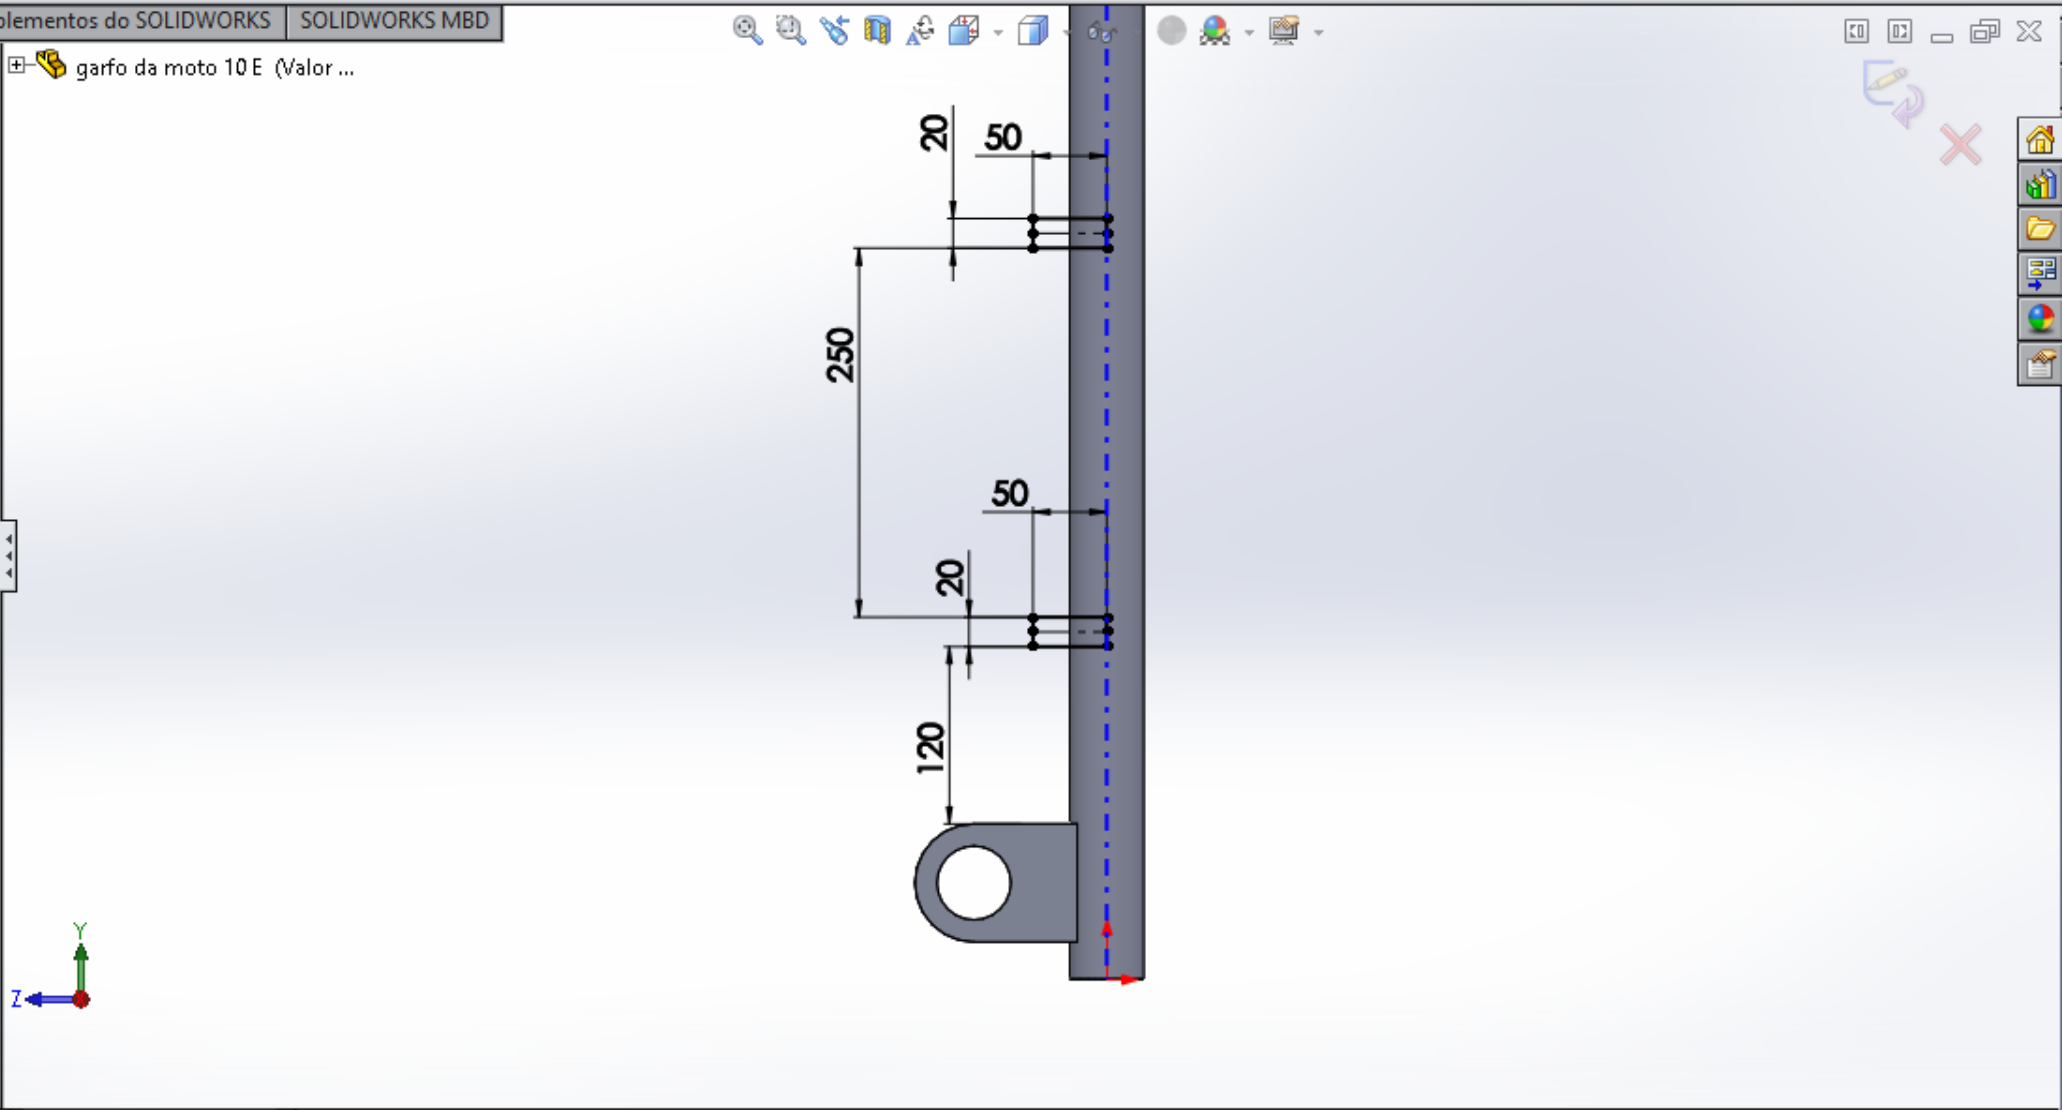 lementos do SOLIDWORKS
SOLIDWORKS MBD
garfo da moto 10 E (Valor ...
20
50
250
50
20
120
Y
Z